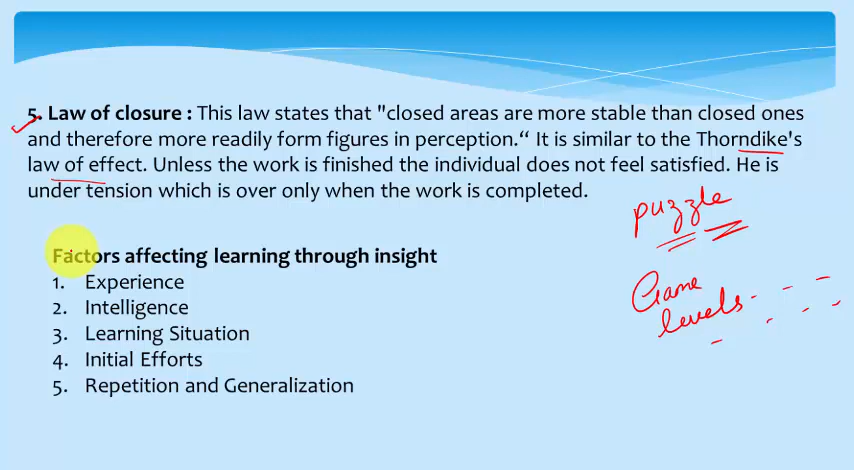 5. Law of closure : This law states that "closed areas are more stable than closed ones
and therefore more readily form figures in perception.“ It is similar to the Thorndike's
law of effect. Unless the work is finished the individual does not feel satisfied. He is
under tension which is over only when the work is completed.
puzzle
Factors affecting learning through insight
1. Experience
2. Intelligence
3. Learning Situation
4. Initial Efforts
5. Repetition and Generalization
Game
levels